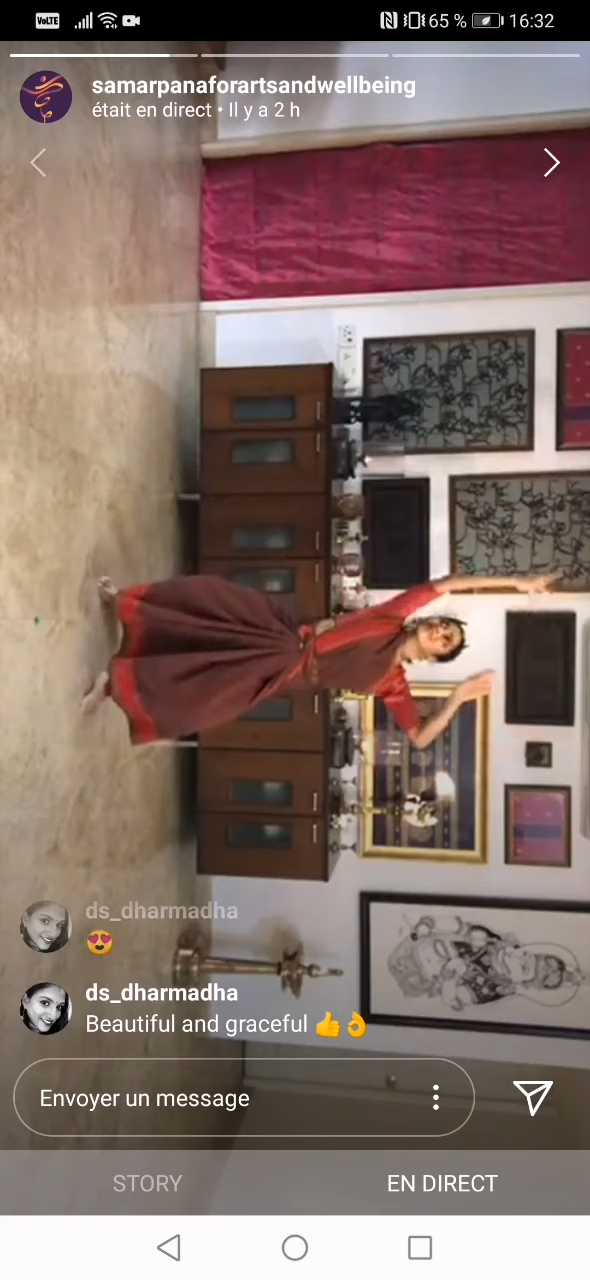 VoLTE 65 % 16:32
samarpanaforartsandwellbeing
était en direct • Il y a 2 h
ds_dharmadha
😍
ds_dharmadha
Beautiful and graceful 👍👌
Envoyer un message
STORY EN DIRECT